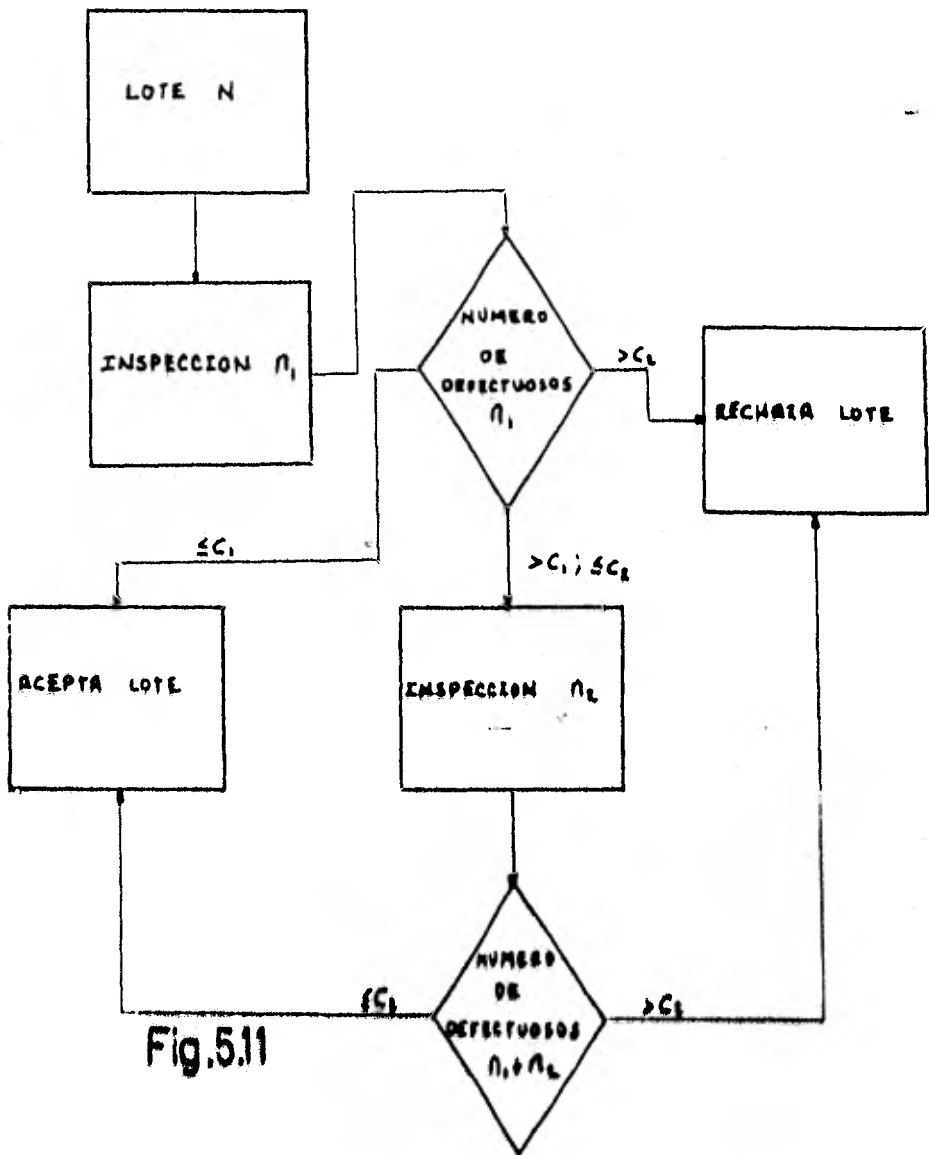 LOTE N
INSPECCION n₁
NUMERO
DE
DEFECTUOSOS
n₁
>C₂
RECHAZA LOTE
≤C₁
>C₁; ≤C₂
ACEPTA LOTE
INSPECCION n₂
NUMERO
DE
DEFECTUOSOS
n₁+n₂
≤C₂
>C₂
Fig.5.11